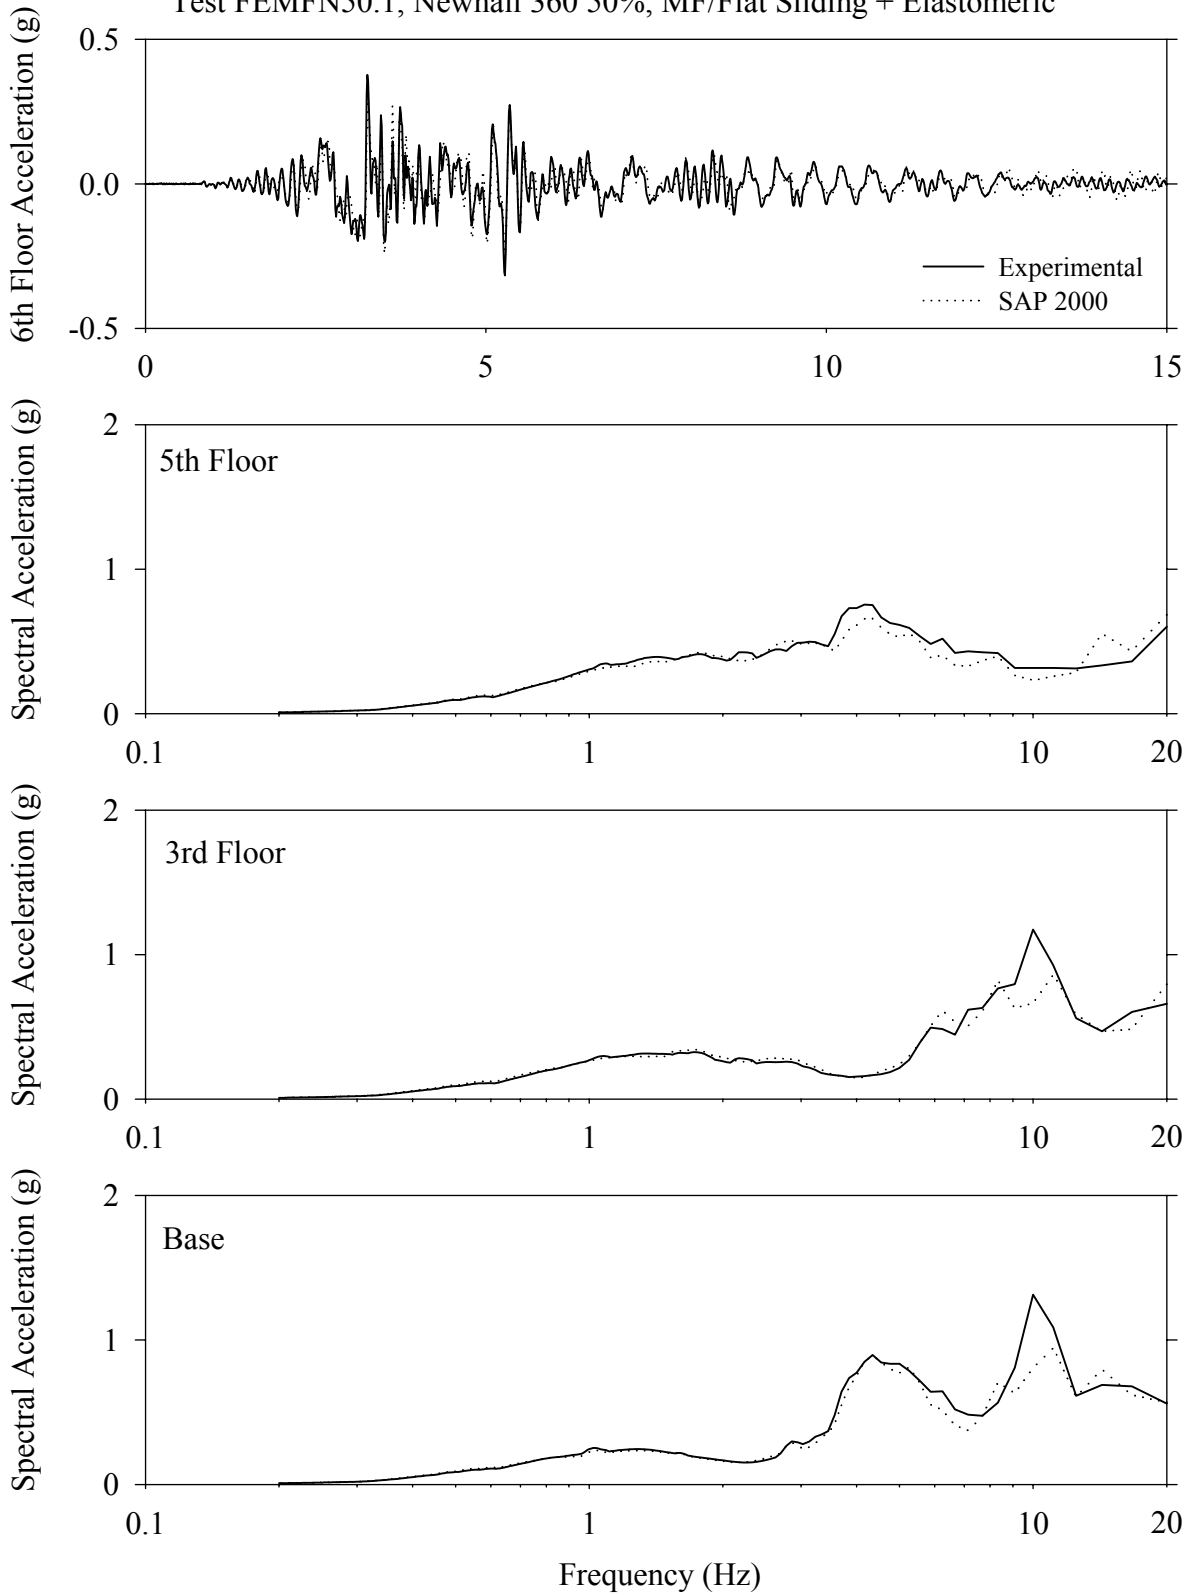 Test FEMFN50.1, Newhall 360 50%, MF/Flat Sliding + Elastomeric
6th Floor Acceleration (g)
0.5
0.0
-0.5
Experimental
SAP 2000
0 5 10 15
Spectral Acceleration (g)
2
5th Floor
1
0
0.1 1 10 20
Spectral Acceleration (g)
2
3rd Floor
1
0
0.1 1 10 20
Spectral Acceleration (g)
2
Base
1
0
0.1 1 10 20
Frequency (Hz)